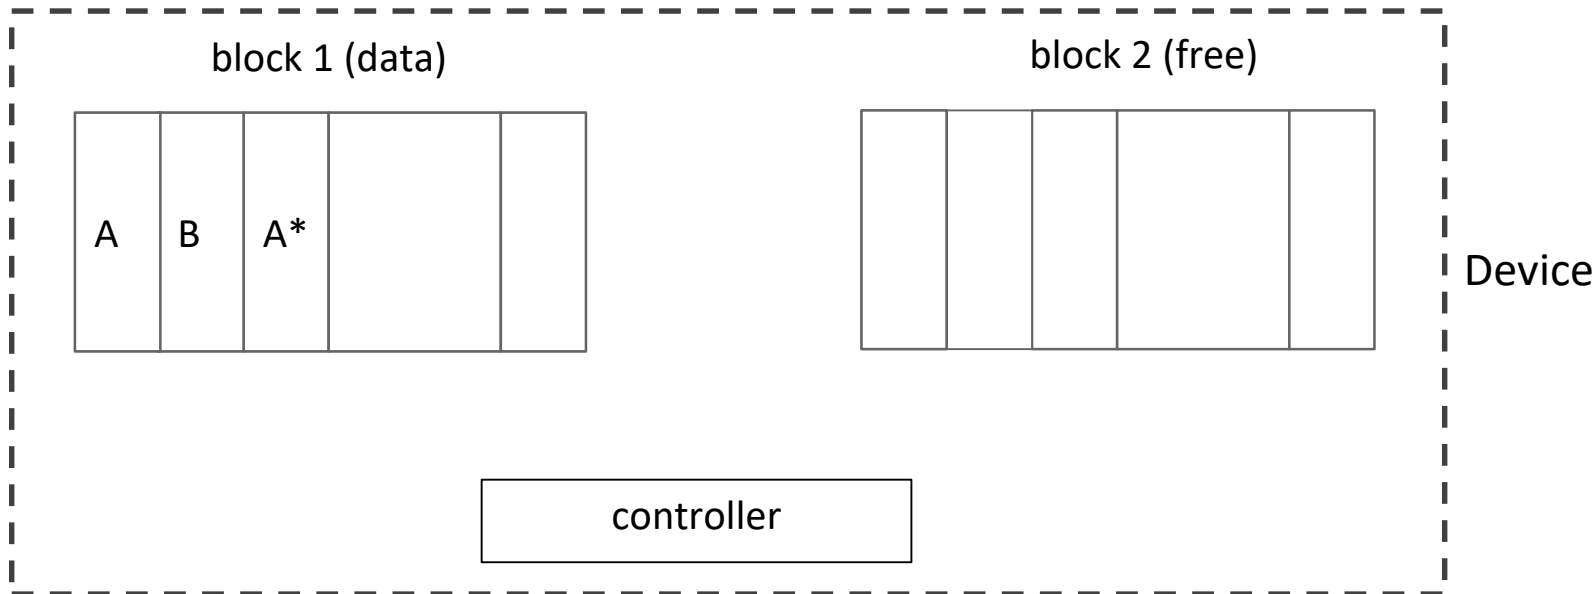 block 1 (data)
block 2 (free)
A B A*
Device
controller